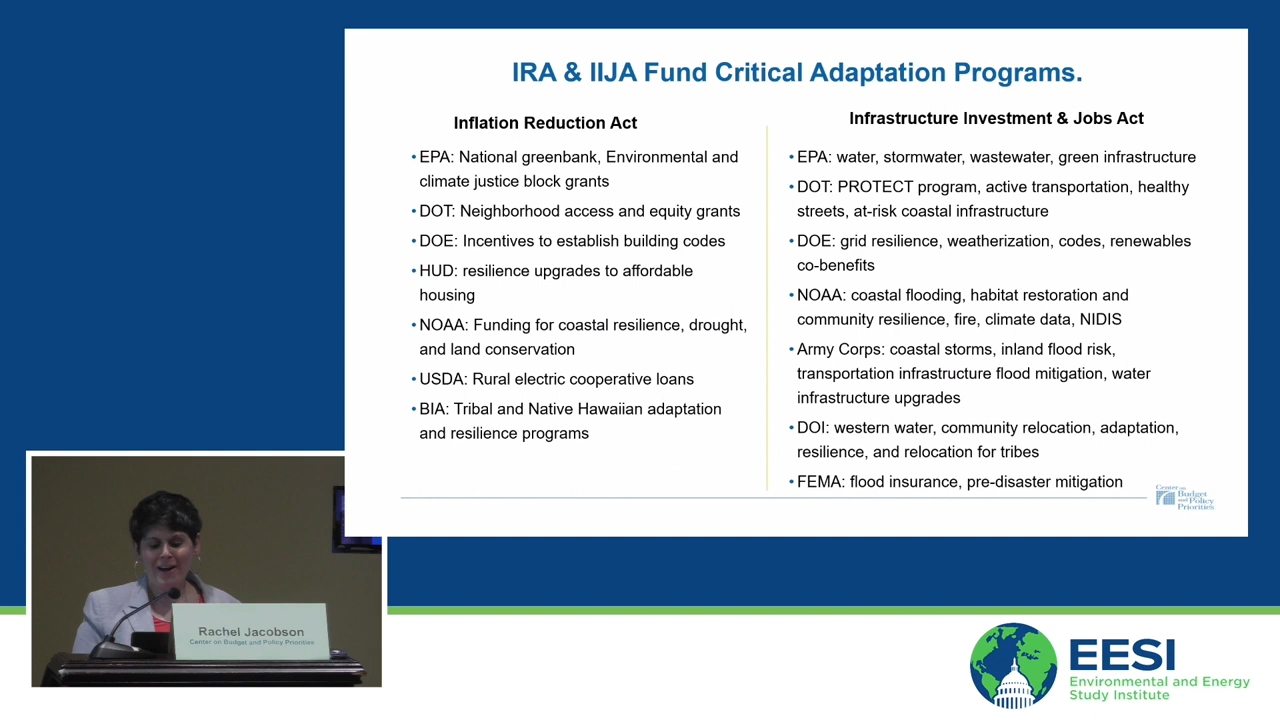 IRA & IIJA Fund Critical Adaptation Programs.
Inflation Reduction Act
• EPA: National greenbank, Environmental and
climate justice block grants
• DOT: Neighborhood access and equity grants
• DOE: Incentives to establish building codes
• HUD: resilience upgrades to affordable
housing
• NOAA: Funding for coastal resilience, drought,
and land conservation
• USDA: Rural electric cooperative loans
• BIA: Tribal and Native Hawaiian adaptation
and resilience programs
Infrastructure Investment & Jobs Act
• EPA: water, stormwater, wastewater, green infrastructure
• DOT: PROTECT program, active transportation, healthy
streets, at-risk coastal infrastructure
• DOE: grid resilience, weatherization, codes, renewables
co-benefits
• NOAA: coastal flooding, habitat restoration and
community resilience, fire, climate data, NIDIS
• Army Corps: coastal storms, inland flood risk,
transportation infrastructure flood mitigation, water
infrastructure upgrades
• DOI: western water, community relocation, adaptation,
resilience, and relocation for tribes
• FEMA: flood insurance, pre-disaster mitigation
Center on
Budget
and Policy
Priorities
Rachel Jacobson
Center on Budget and Policy Priorities
EESI
Environmental and Energy
Study Institute